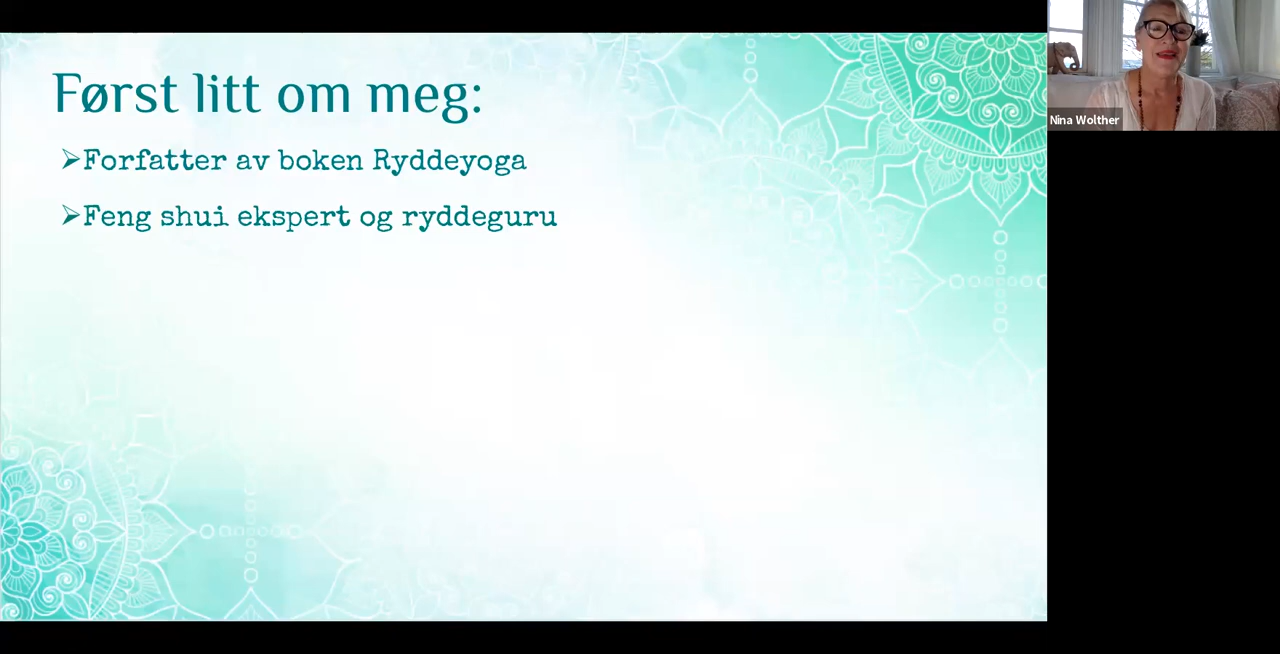 Først litt om meg:
➢Forfatter av boken Ryddeyoga
➢Feng shui ekspert og ryddeguru
Nina Wolther